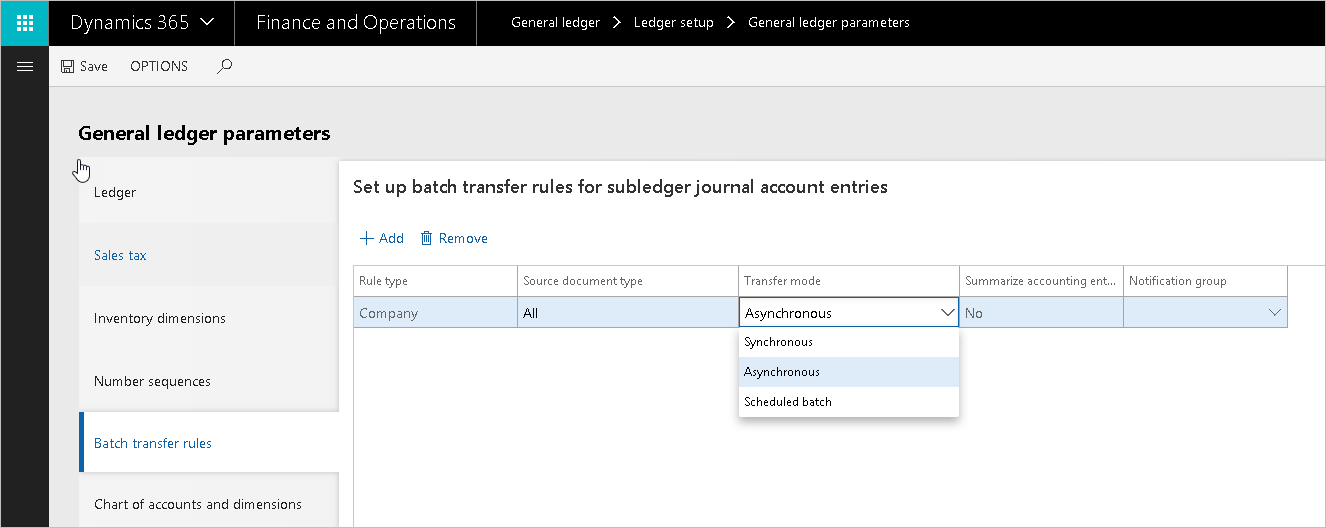 Dynamics 365 Finance and Operations General ledger Ledger setup General ledger parameters
Save OPTIONS
General ledger parameters
Ledger
Sales tax
Inventory dimensions
Number sequences
Batch transfer rules
Chart of accounts and dimensions
Set up batch transfer rules for subledger journal account entries
Add Remove
Rule type Source document type Transfer mode Summarize accounting ent... Notification group
Company All Asynchronous No
Synchronous
Asynchronous
Scheduled batch